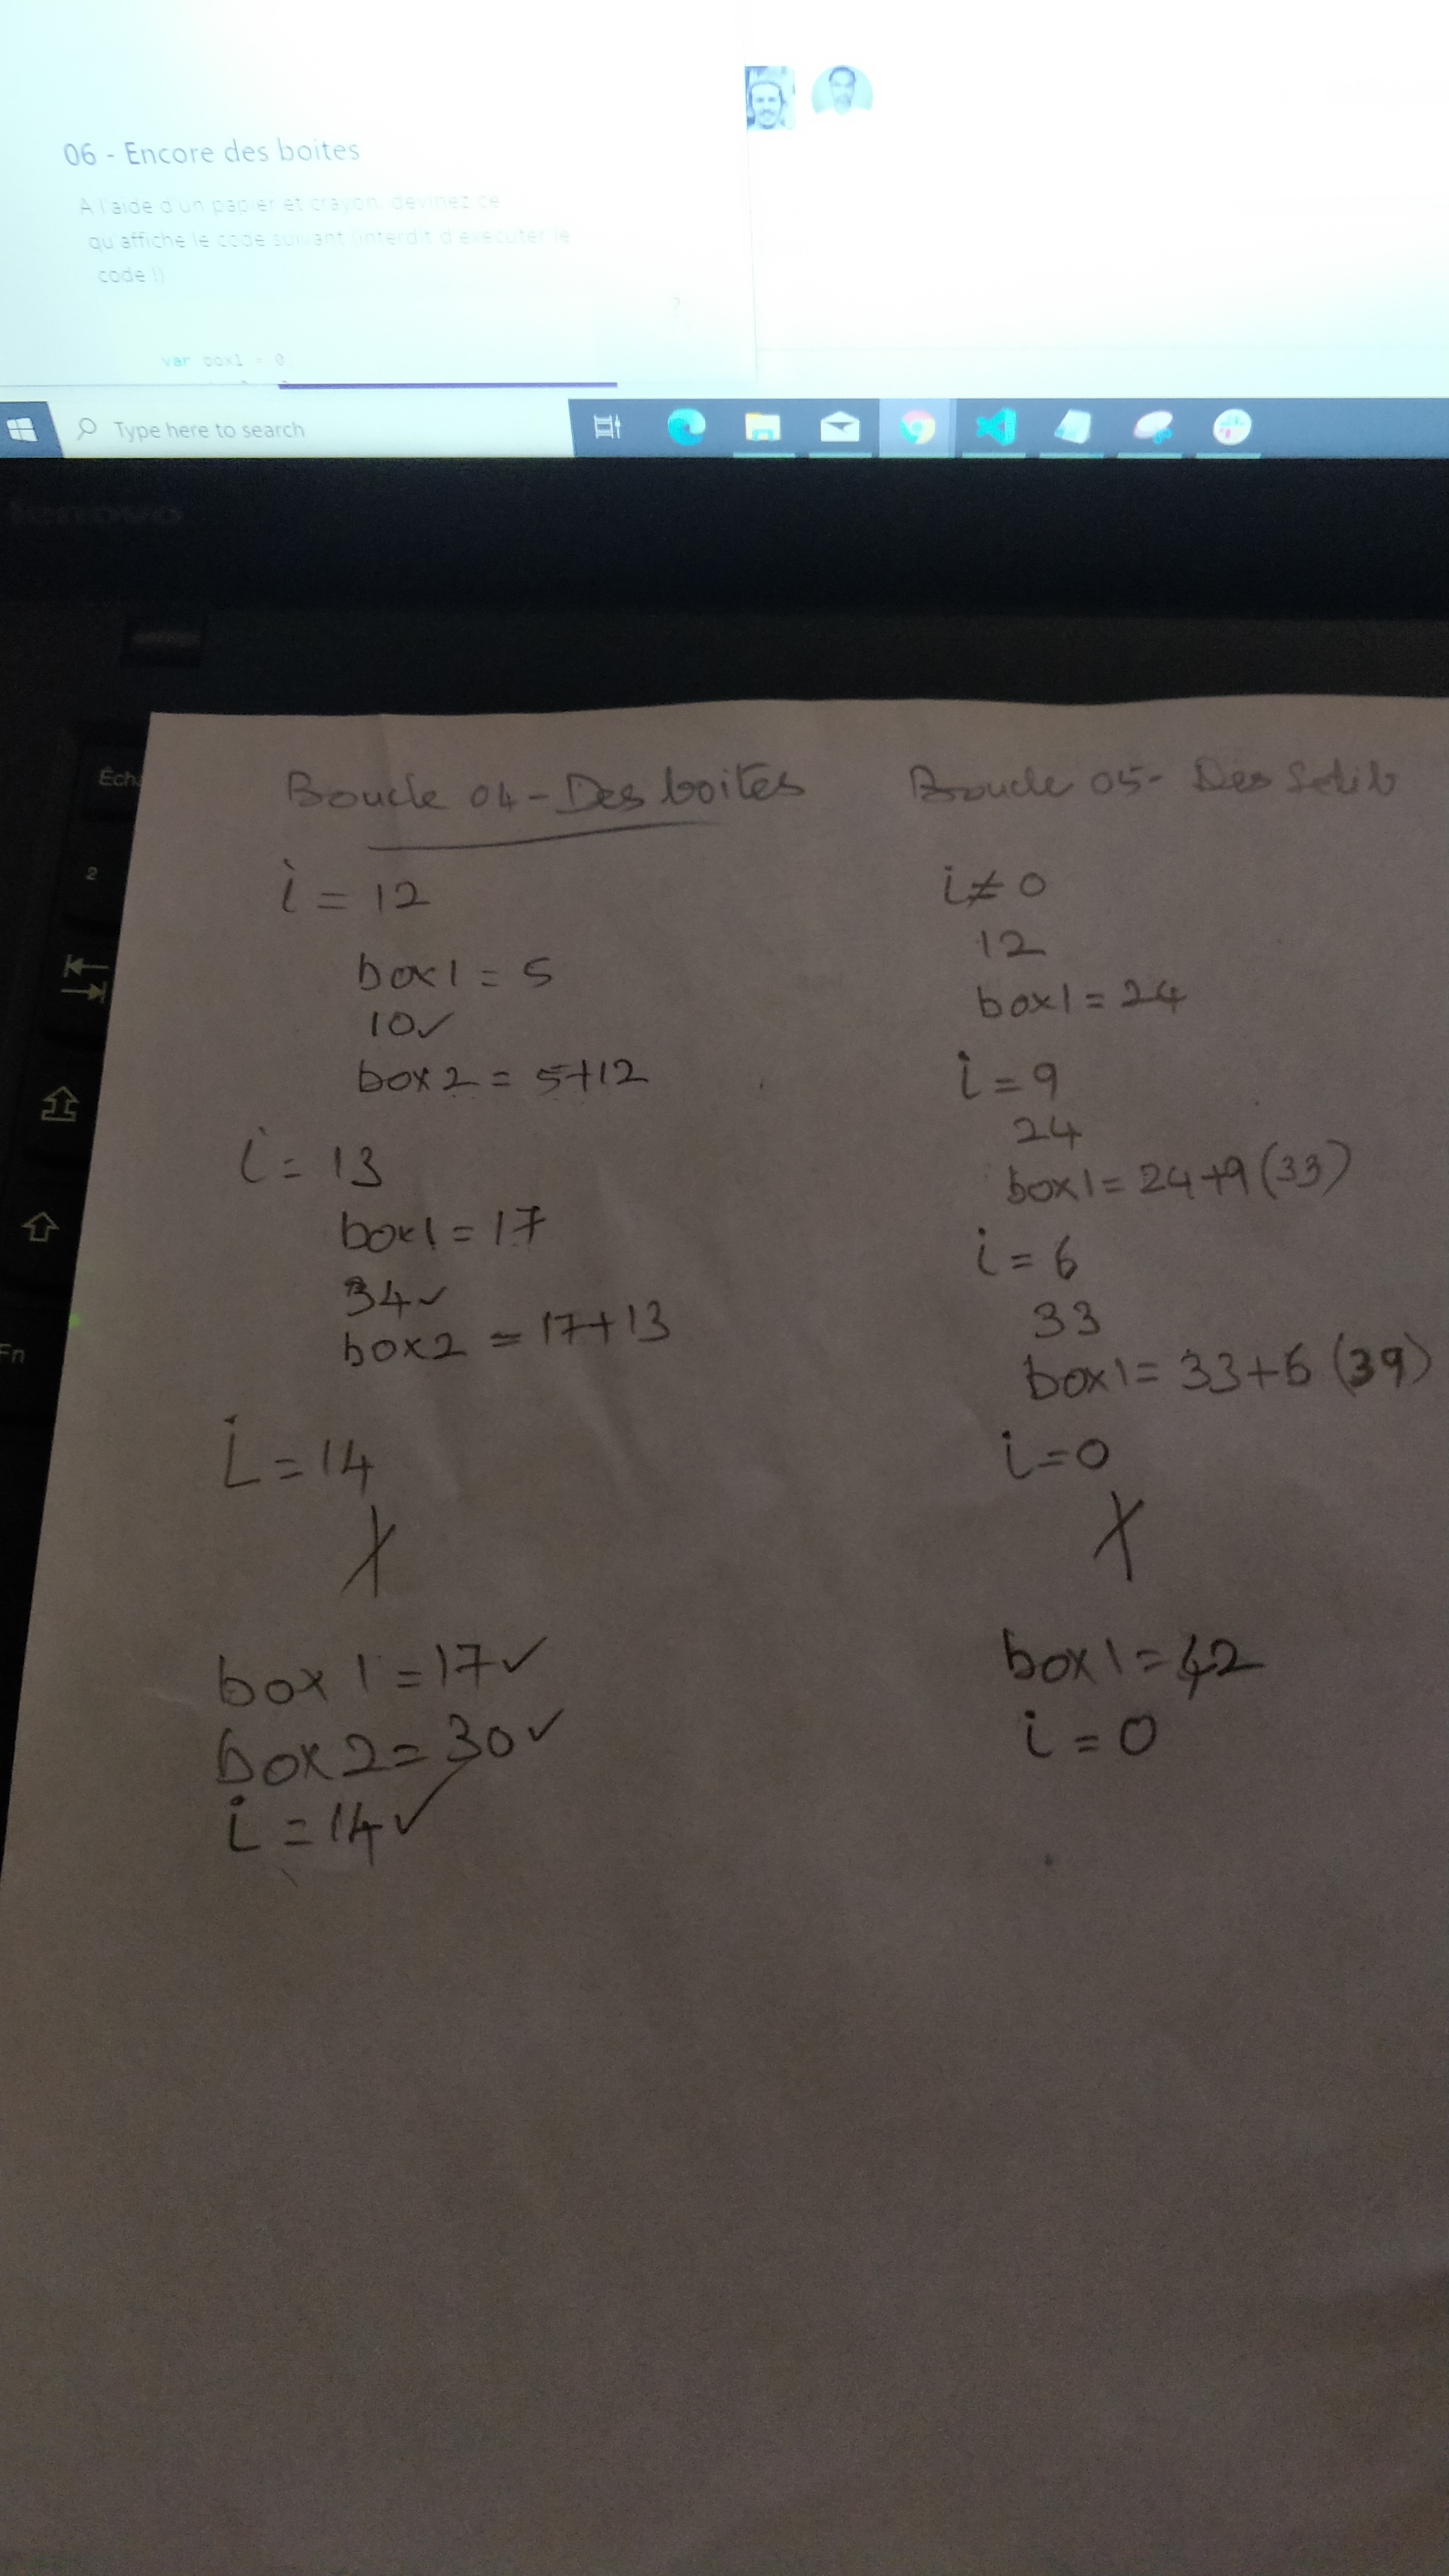 06 - Encore des boites
A l'aide d'un papier et crayon, devinez ce
qu'affiche le code suivant (interdit d'executer le
code !)
?
var box1 = 0
Type here to search
lenovo
Écha
2
Fn
Boucle 04 - Des boites
i = 12
box1 = 5
10✓
box2 = 5+12
i = 13
box1 = 17
34✓
box2 = 17+13
i = 14
X
box1 = 17✓
box2 = 30✓
i = 14✓
Boucle 05 - Des
i ≠ 0
12
box1 = 24
i = 9
24
box1 = 24+9 (33)
i = 6
33
box1 = 33+6 (39)
i = 0
X
box1 = 42
i = 0